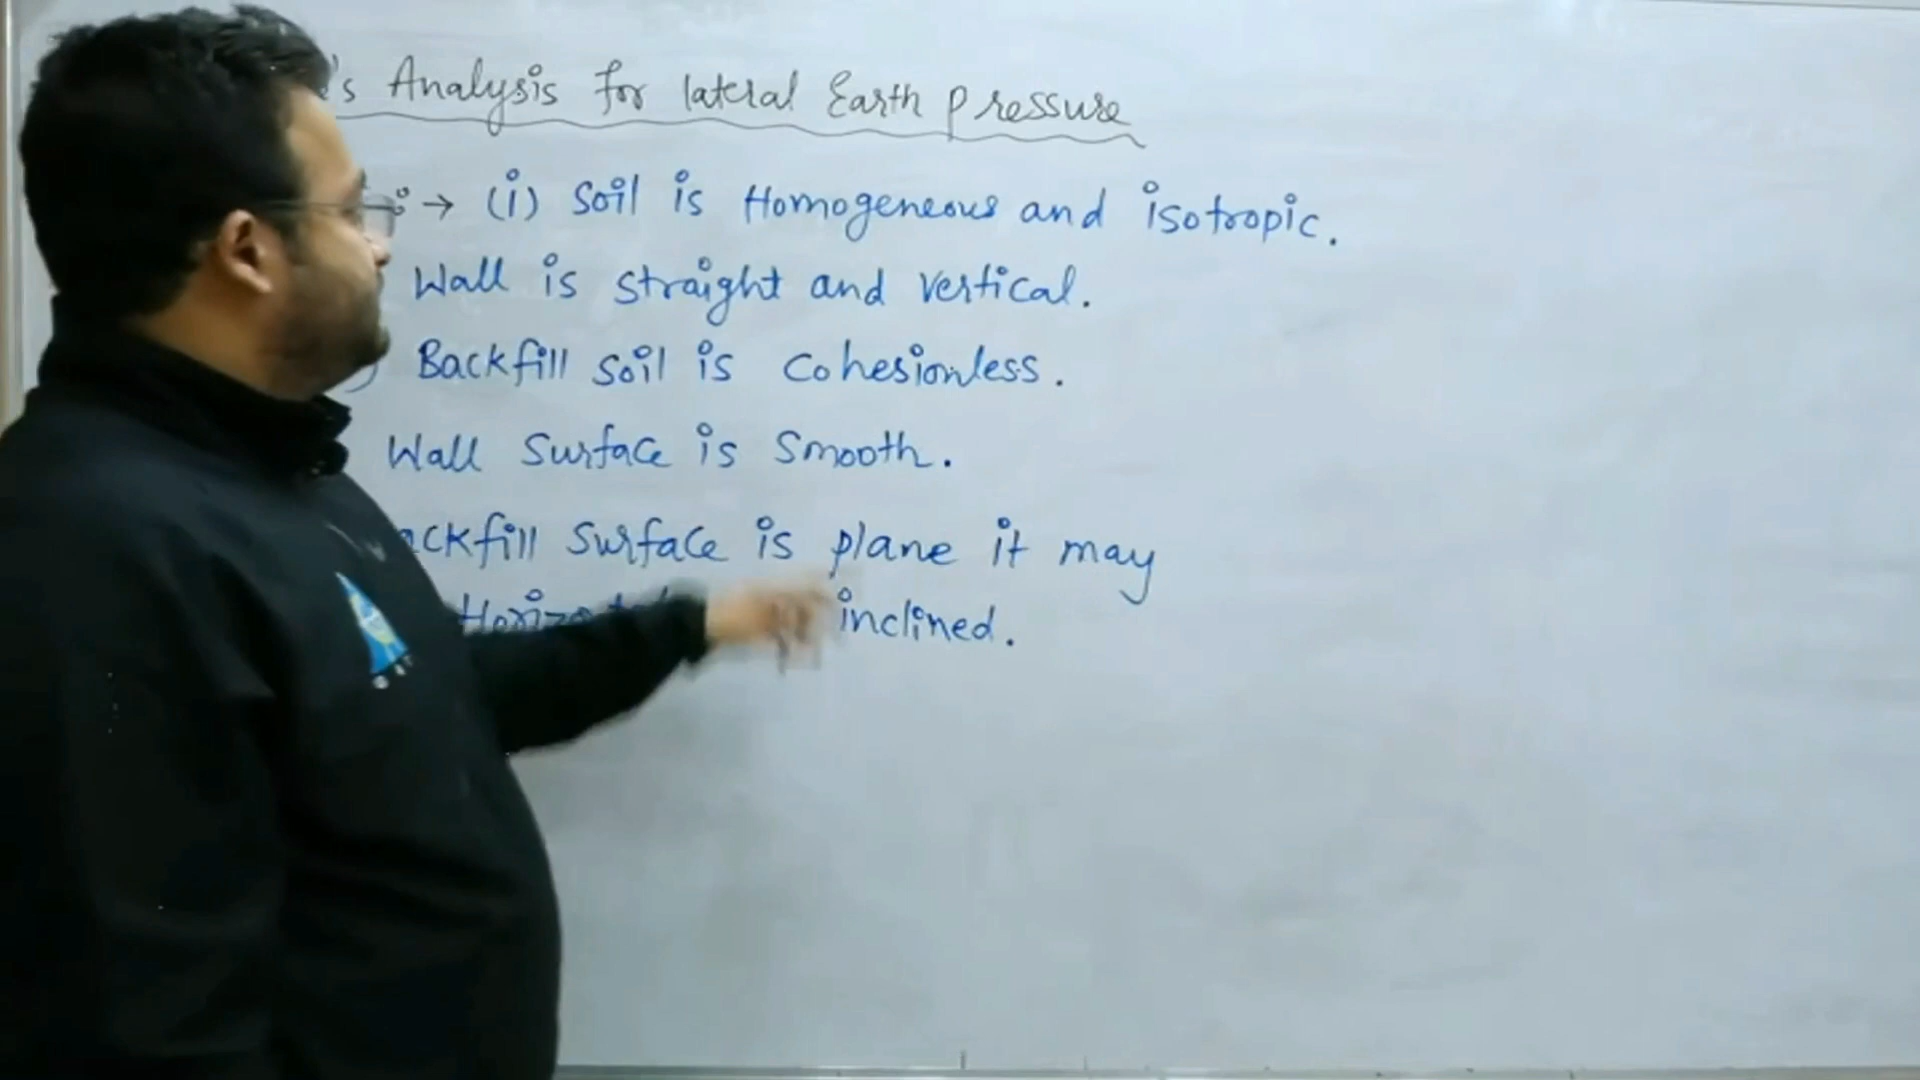 's Analysis for lateral Earth Pressure
→ (i) Soil is Homogeneous and isotropic.
Wall is straight and vertical.
) Backfill soil is cohesionless.
Wall Surface is Smooth.
ackfill Surface is plane it may
inclined.